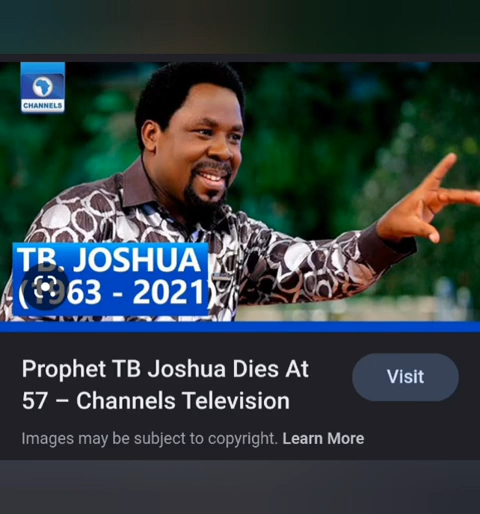 CHANNELS
TB. JOSHUA
(1963 - 2021)
Prophet TB Joshua Dies At
57 – Channels Television
Visit
Images may be subject to copyright. Learn More